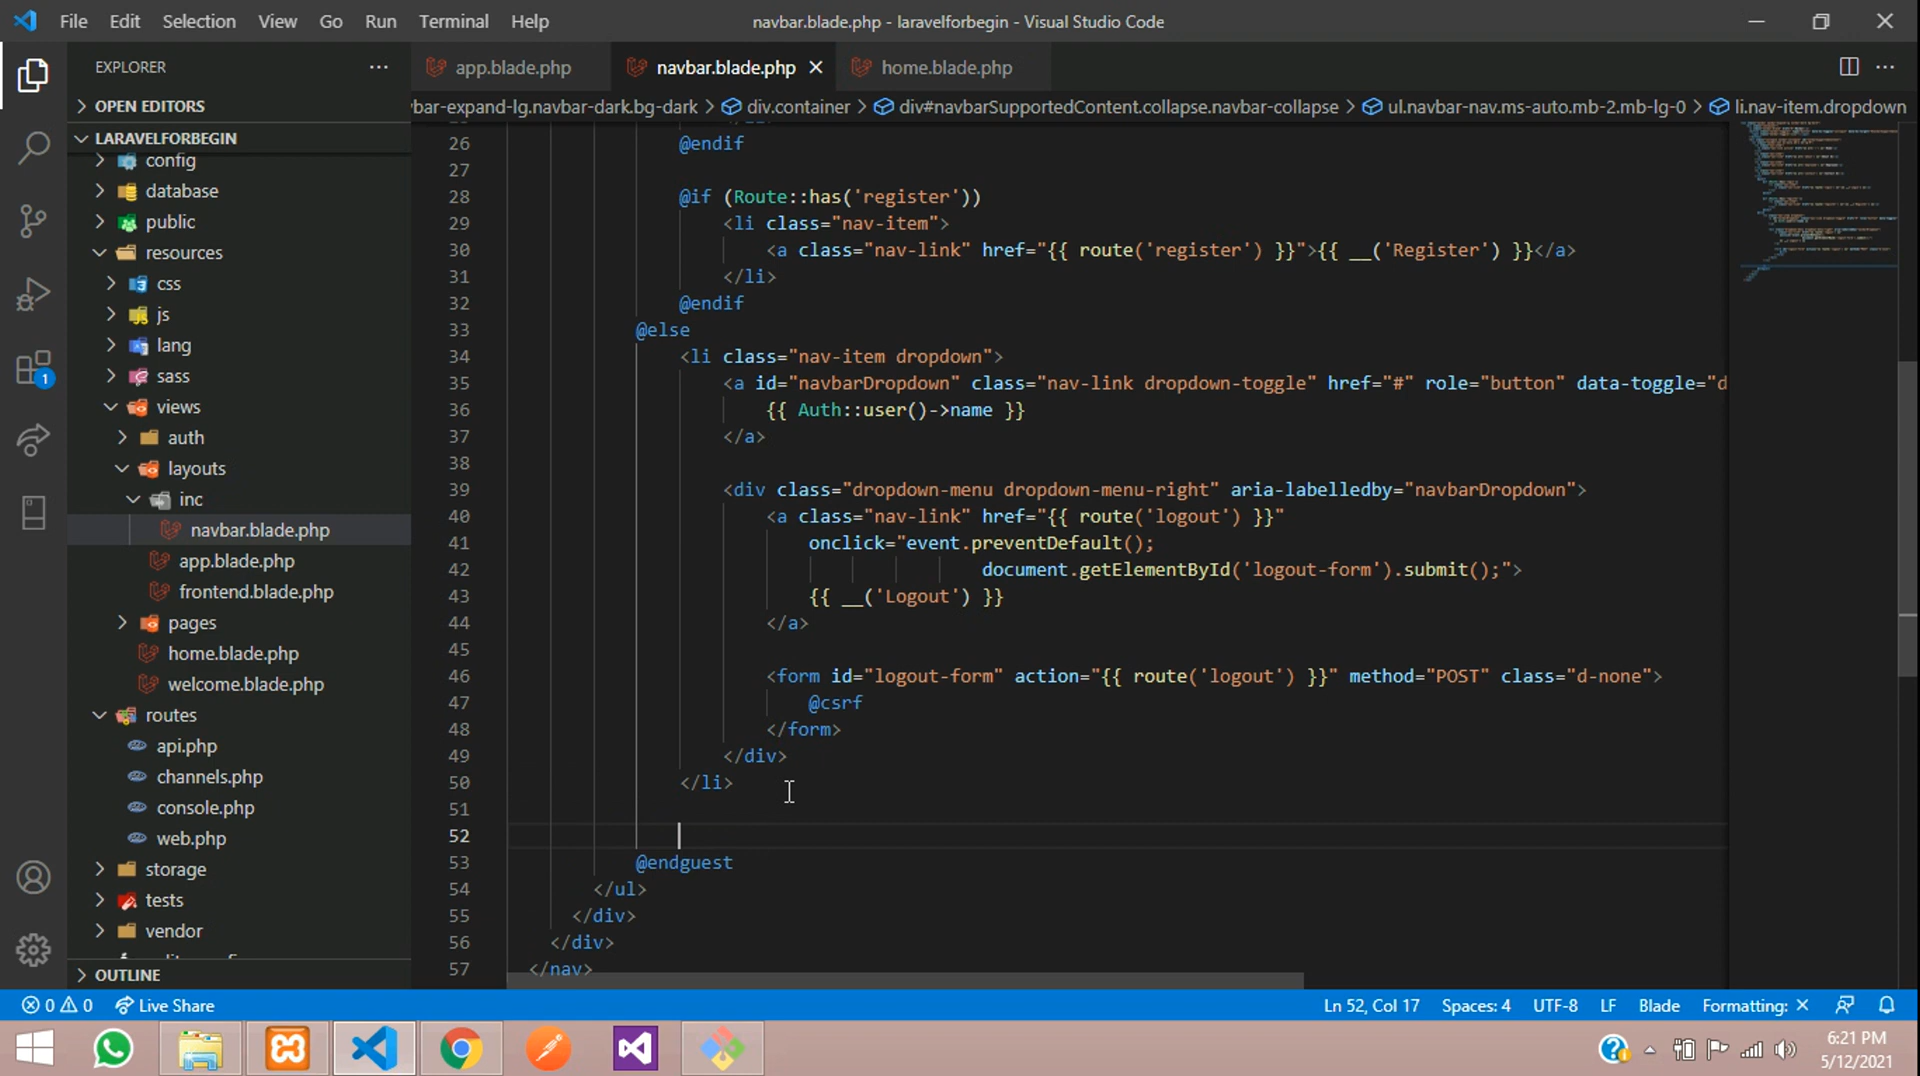 File Edit Selection View Go Run Terminal Help
navbar.blade.php - laravelforbegin - Visual Studio Code
EXPLORER
OPEN EDITORS
LARAVELFORBEGIN
config
database
public
resources
css
js
lang
sass
views
auth
layouts
inc
navbar.blade.php
app.blade.php
frontend.blade.php
pages
home.blade.php
welcome.blade.php
routes
api.php
channels.php
console.php
web.php
storage
tests
vendor
OUTLINE
1
app.blade.php navbar.blade.php home.blade.php
bar-expand-lg.navbar-dark.bg-dark > div.container > div#navbarSupportedContent.collapse.navbar-collapse > ul.navbar-nav.ms-auto.mb-2.mb-lg-0 > li.nav-item.dropdown
26 @endif
27
28 @if (Route::has('register'))
29 <li class="nav-item">
30 <a class="nav-link" href="{{ route('register') }}">{{ __('Register') }}</a>
31 </li>
32 @endif
33 @else
34 <li class="nav-item dropdown">
35 <a id="navbarDropdown" class="nav-link dropdown-toggle" href="#" role="button" data-toggle="d
36 {{ Auth::user()->name }}
37 </a>
38
39 <div class="dropdown-menu dropdown-menu-right" aria-labelledby="navbarDropdown">
40 <a class="nav-link" href="{{ route('logout') }}"
41 onclick="event.preventDefault();
42 document.getElementById('logout-form').submit();">
43 {{ __('Logout') }}
44 </a>
45
46 <form id="logout-form" action="{{ route('logout') }}" method="POST" class="d-none">
47 @csrf
48 </form>
49 </div>
50 </li>
51
52
53 @endguest
54 </ul>
55 </div>
56 </div>
57 </nav>
0 0 Live Share
Ln 52, Col 17 Spaces: 4 UTF-8 LF Blade Formatting: ×
6:21 PM
5/12/2021